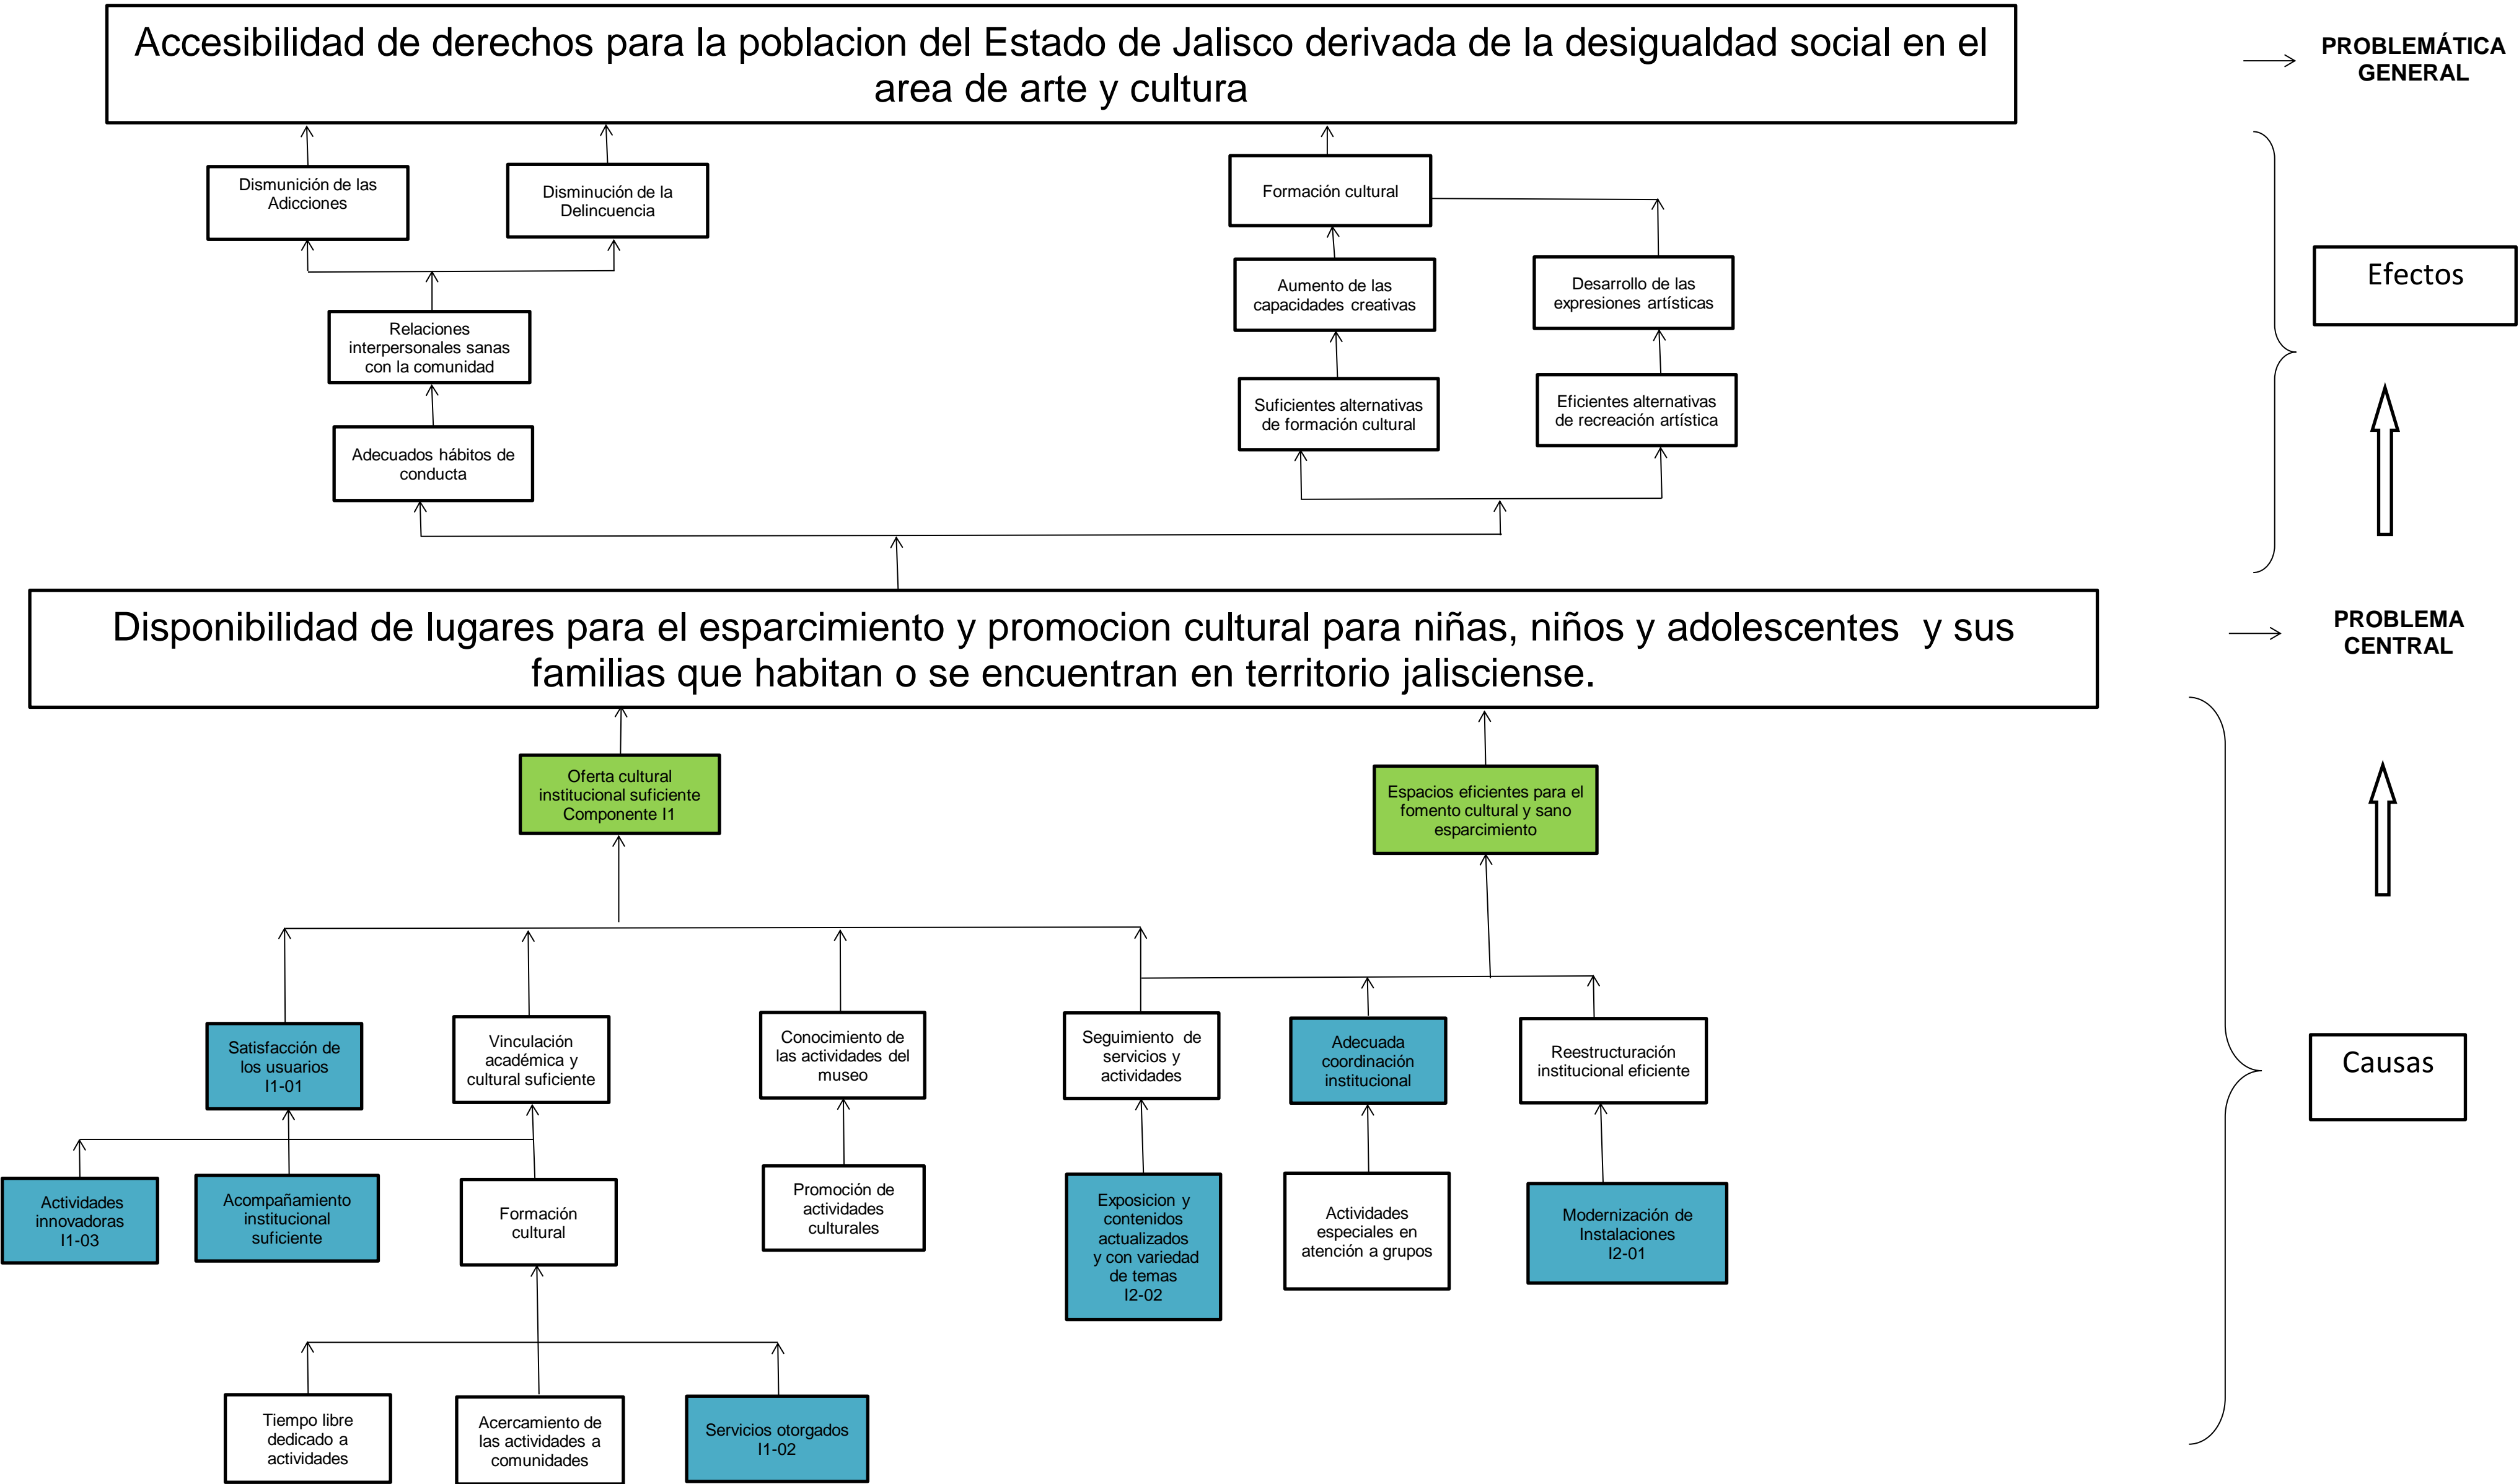 Accesibilidad de derechos para la poblacion del Estado de Jalisco derivada de la desigualdad social en el
area de arte y cultura
PROBLEMÁTICA
GENERAL
Dismunición de las
Adicciones
Disminución de la
Delincuencia
Formación cultural
Aumento de las
capacidades creativas
Desarrollo de las
expresiones artísticas
Efectos
Relaciones
interpersonales sanas
con la comunidad
Suficientes alternativas
de formación cultural
Eficientes alternativas
de recreación artística
Adecuados hábitos de
conducta
Disponibilidad de lugares para el esparcimiento y promocion cultural para niñas, niños y adolescentes  y sus
familias que habitan o se encuentran en territorio jalisciense.
PROBLEMA
CENTRAL
Oferta cultural
institucional suficiente
Componente I1
Espacios eficientes para el
fomento cultural y sano
esparcimiento
Satisfacción de
los usuarios
I1-01
Vinculación
académica y
cultural suficiente
Conocimiento de
las actividades del
museo
Seguimiento  de
servicios y
actividades
Adecuada
coordinación
institucional
Reestructuración
institucional eficiente
Causas
Actividades
innovadoras
I1-03
Acompañamiento
institucional
suficiente
Formación
cultural
Promoción de
actividades
culturales
Exposicion y
contenidos
actualizados
y con variedad
de temas
I2-02
Actividades
especiales en
atención a grupos
Modernización de
Instalaciones
I2-01
Tiempo libre
dedicado a
actividades
Acercamiento de
las actividades a
comunidades
Servicios otorgados
I1-02